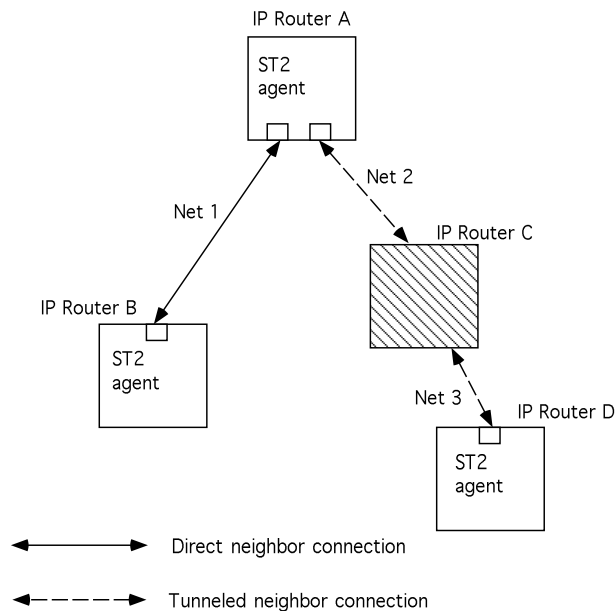 IP Router A
ST2
agent
Net 2
Net 1
IP Router C
IP Router B
ST2
agent
Net 3
IP Router D
ST2
agent
Direct neighbor connection
Tunneled neighbor connection